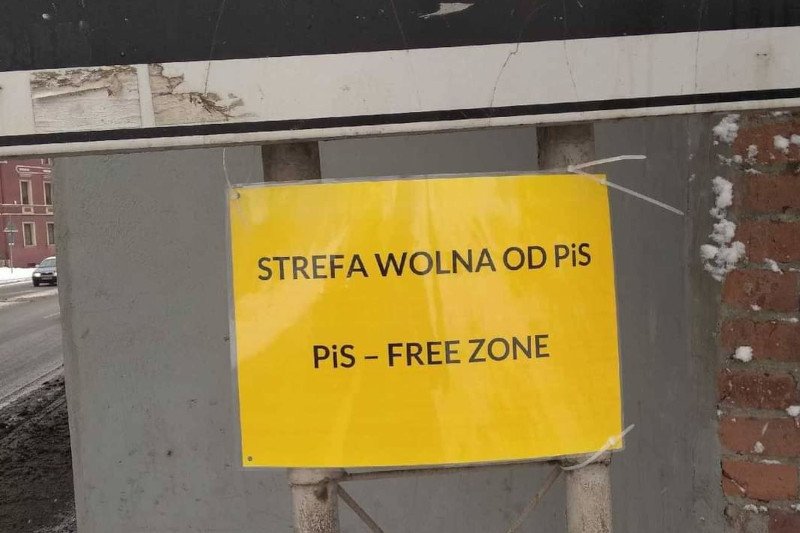 STREFA WOLNA OD PiS
PiS – FREE ZONE